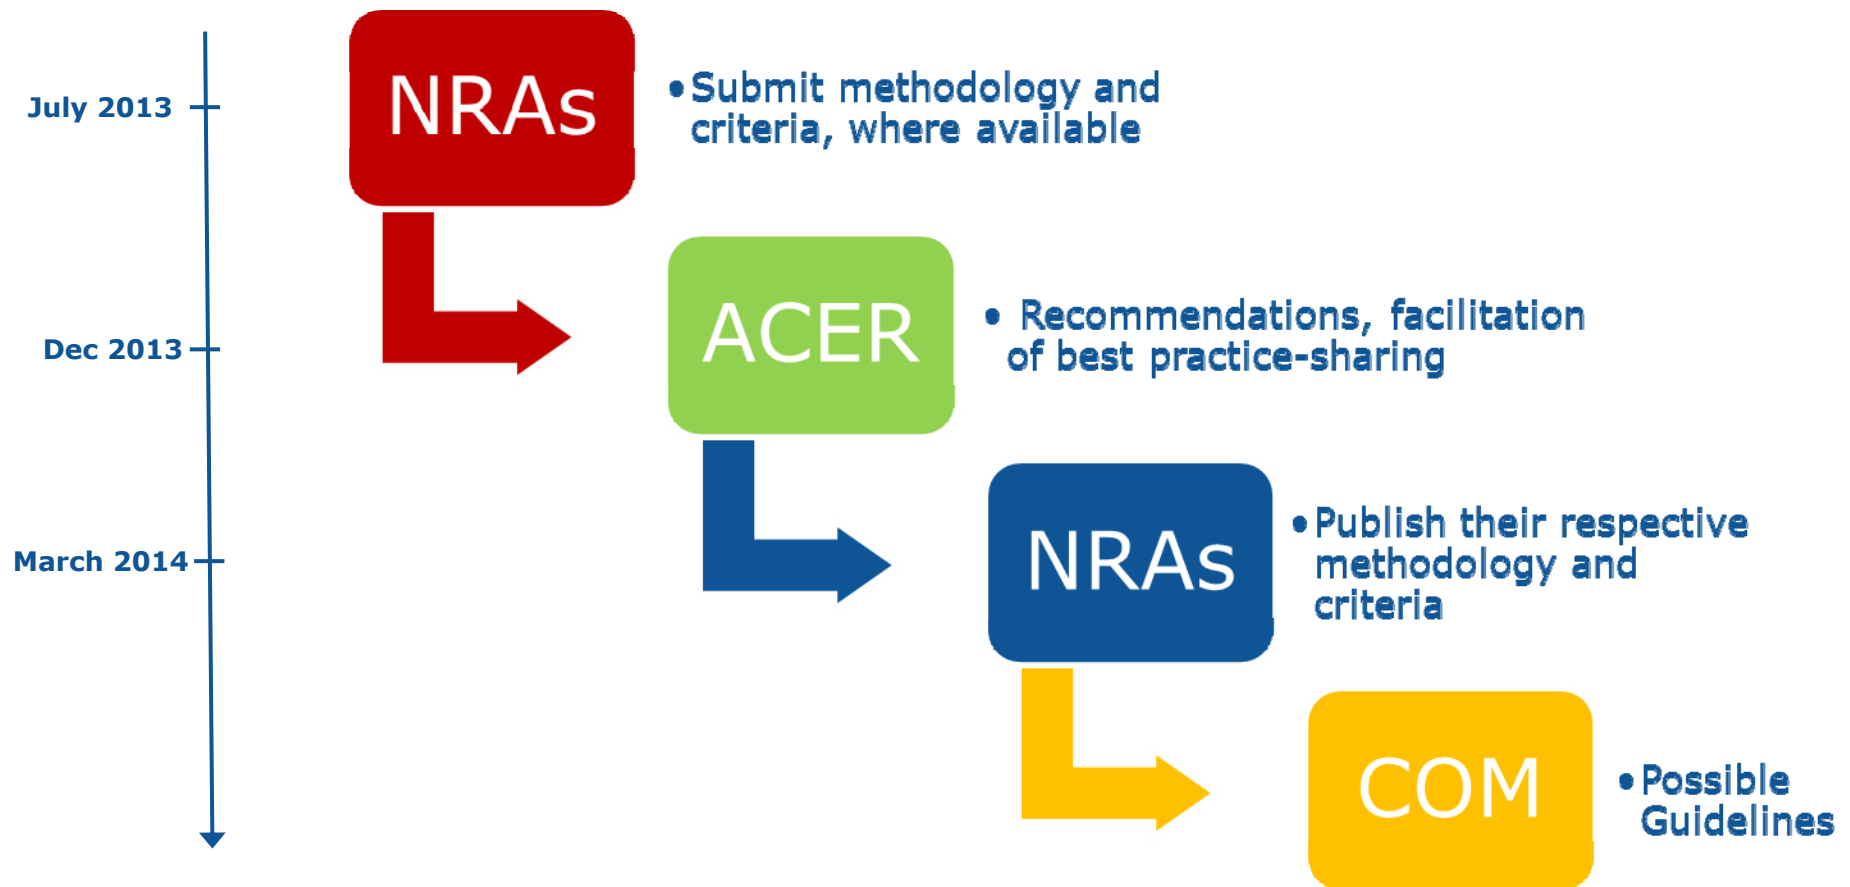 July 2013
NRAs
•Submit methodology and
criteria, where available
Dec 2013
ACER
• Recommendations, facilitation
of best practice-sharing
March 2014
NRAs
•Publish their respective
methodology and
criteria
COM
•Possible
Guidelines